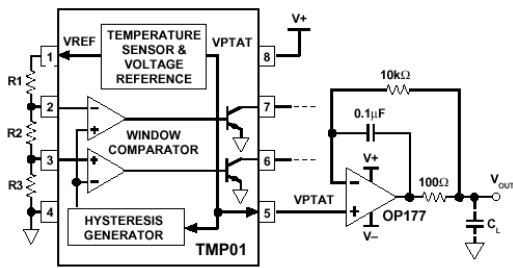 TEMPERATURE
SENSOR &
VOLTAGE
REFERENCE
VREF
VPTAT
V+
1
8
R1
2
7
R2
WINDOW
COMPARATOR
3
6
R3
4
HYSTERESIS
GENERATOR
5
TMP01
VPTAT
10kΩ
0.1µF
V+
V–
OP177
100Ω
VOUT
CL